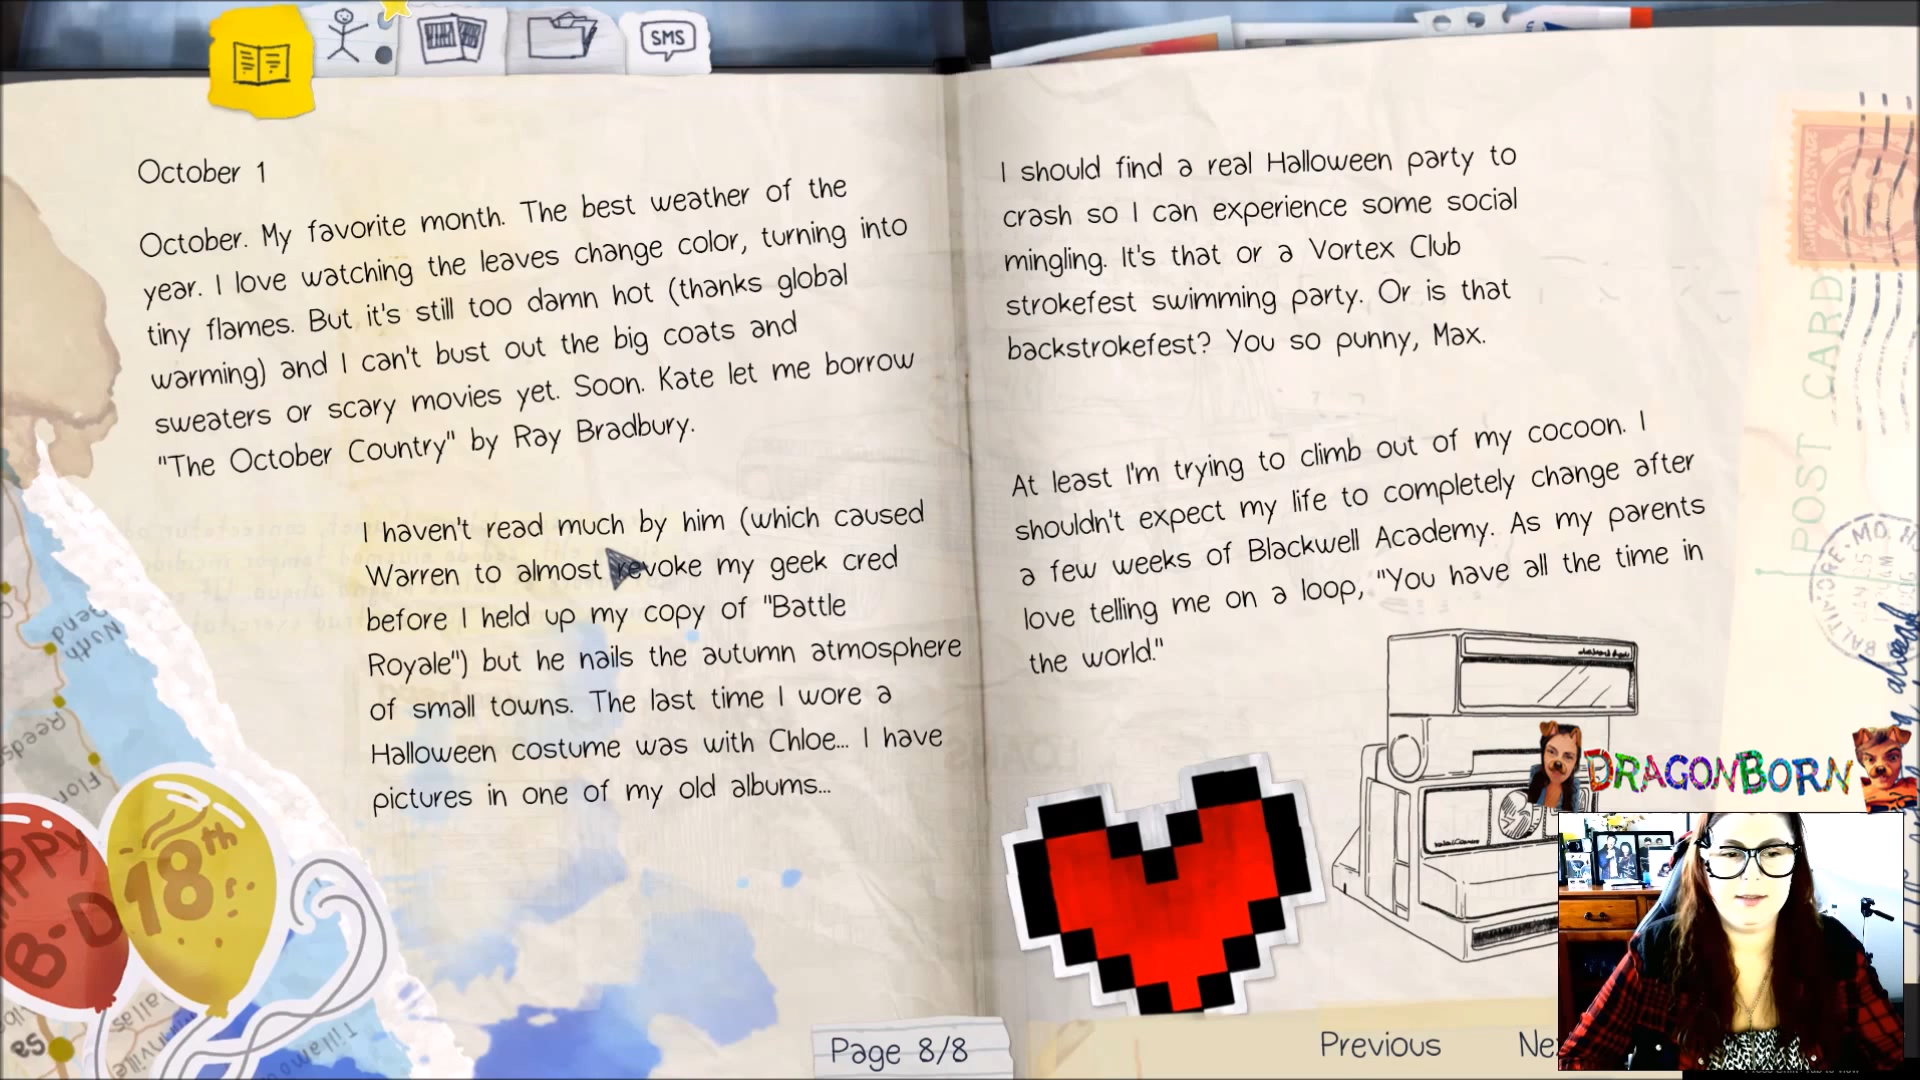 SMS
October 1
October. My favorite month. The best weather of the
year. I love watching the leaves change color, turning into
tiny flames. But it's still too damn hot (thanks global
warming) and I can't bust out the big coats and
sweaters or scary movies yet. Soon. Kate let me borrow
"The October Country" by Ray Bradbury.
I haven't read much by him (which caused
Warren to almost revoke my geek cred
before I held up my copy of "Battle
Royale") but he nails the autumn atmosphere
of small towns. The last time I wore a
Halloween costume was with Chloe... I have
pictures in one of my old albums...
HAPPY
B-D
18th
Page 8/8
I should find a real Halloween party to
crash so I can experience some social
mingling. It's that or a Vortex Club
strokefest swimming party. Or is that
backstrokefest? You so punny, Max.
At least I'm trying to climb out of my cocoon. I
shouldn't expect my life to completely change after
a few weeks of Blackwell Academy. As my parents
love telling me on a loop, "You have all the time in
the world."
POST CARD
DRAGONBORN
Previous